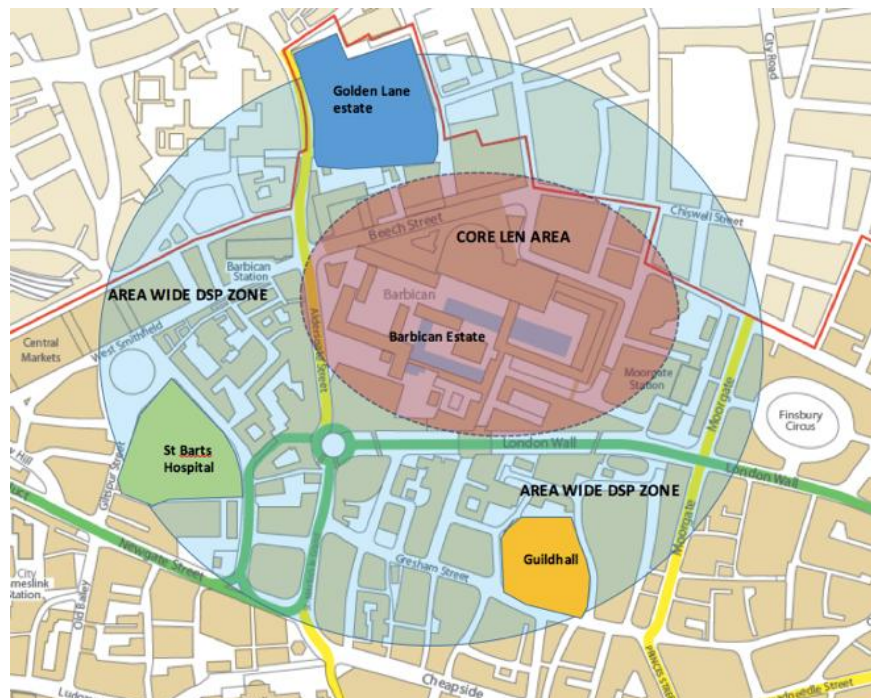 City Road
Golden Lane
estate
Chiswell Street
Beech Street
CORE LEN AREA
Barbican
Station
AREA WIDE DSP ZONE
Barbican
Aldersgate Street
West Smithfield
Central
Markets
Barbican Estate
Moorgate
Station
Moorgate
Finsbury
Circus
St Barts
Hospital
London Wall
London Wall
Giltspur Street
AREA WIDE DSP ZONE
Moorgate
Newgate Street
Gresham Street
Guildhall
City
Station
Old Bailey
Cheapside